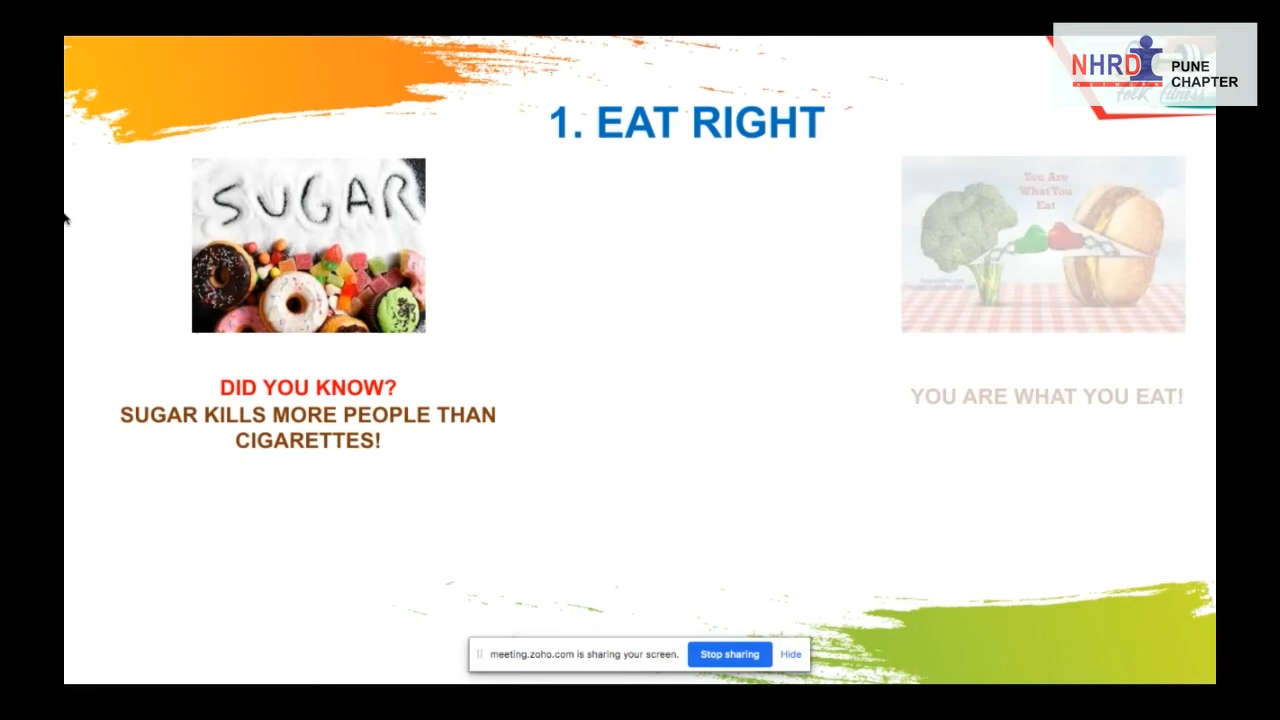 NHRD
NETWORK
PUNE
CHAPTER
1. EAT RIGHT
SUGAR
You Are
What You
Eat
DID YOU KNOW?
SUGAR KILLS MORE PEOPLE THAN
CIGARETTES!
YOU ARE WHAT YOU EAT!
meeting.zoho.com is sharing your screen.
Stop sharing
Hide